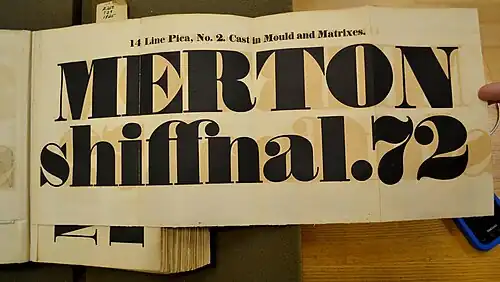 14 Line Pica, No. 2. Cast in Mould and Matrixes.
MERTON
shiffnal.72